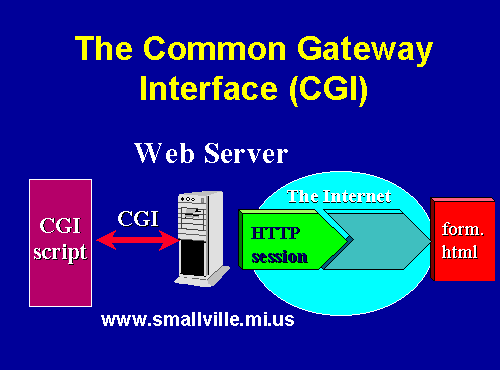 The Common Gateway
Interface (CGI)
Web Server
The Internet
CGI
script
CGI
HTTP
session
form.
html
www.smallville.mi.us